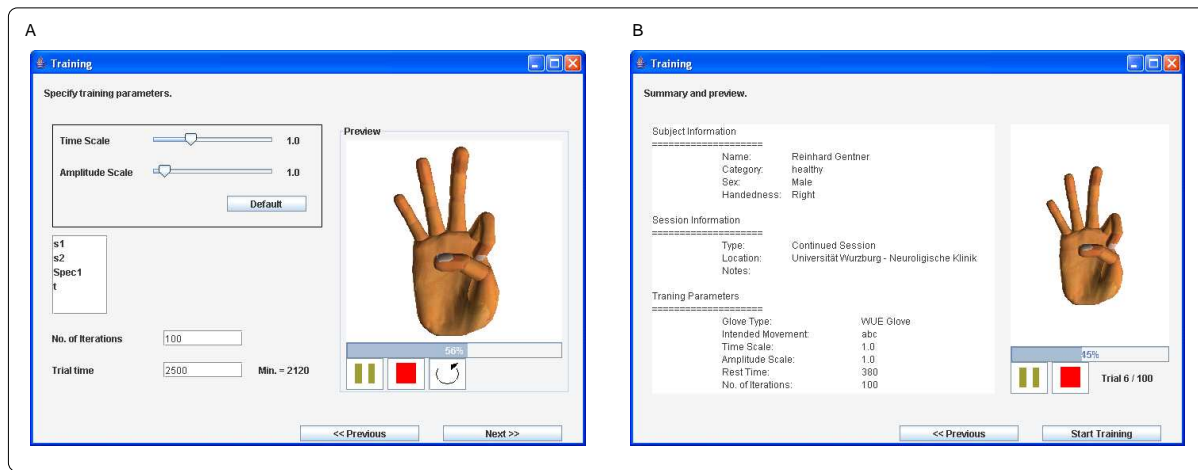 A
Training
Specify training parameters.
Time Scale 1.0
Amplitude Scale 1.0
Default
s1
s2
Spec1
t
No. of Iterations 100
Trial time 2500 Min. = 2120
Preview
56%
<< Previous Next >>
B
Training
Summary and preview.
Subject Information
====================
Name: Reinhard Gentner
Category: healthy
Sex: Male
Handedness: Right
Session Information
====================
Type: Continued Session
Location: Universität Wurzburg - Neuroligische Klinik
Notes:
Traning Parameters
====================
Glove Type: WUE Glove
Intended Movement: abc
Time Scale: 1.0
Amplitude Scale: 1.0
Rest Time: 380
No. of Iterations: 100
45%
Trial 6 / 100
<< Previous Start Training